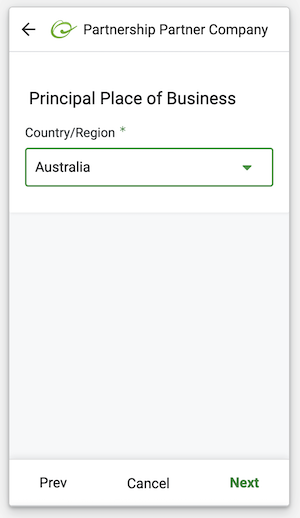 Partnership Partner Company
Principal Place of Business
Country/Region *
Australia
Prev Cancel Next